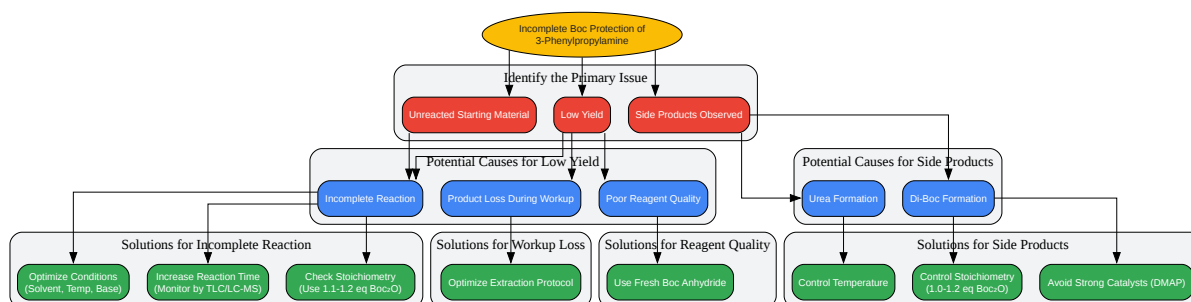 Incomplete Boc Protection of
3-Phenylpropylamine
Identify the Primary Issue
Unreacted Starting Material
Low Yield
Side Products Observed
Potential Causes for Low Yield
Potential Causes for Side Products
Incomplete Reaction
Product Loss During Workup
Poor Reagent Quality
Urea Formation
Di-Boc Formation
Solutions for Incomplete Reaction
Solutions for Workup Loss
Solutions for Reagent Quality
Solutions for Side Products
Optimize Conditions
(Solvent, Temp, Base)
Increase Reaction Time
(Monitor by TLC/LC-MS)
Check Stoichiometry
(Use 1.1-1.2 eq Boc₂O)
Optimize Extraction Protocol
Use Fresh Boc Anhydride
Control Temperature
Control Stoichiometry
(1.0-1.2 eq Boc₂O)
Avoid Strong Catalysts (DMAP)